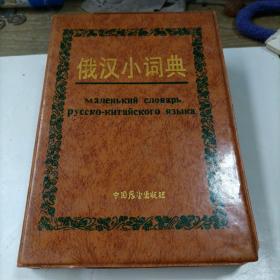 俄汉小词典
маленький словарь
русско-китайского языка
中国展望出版社